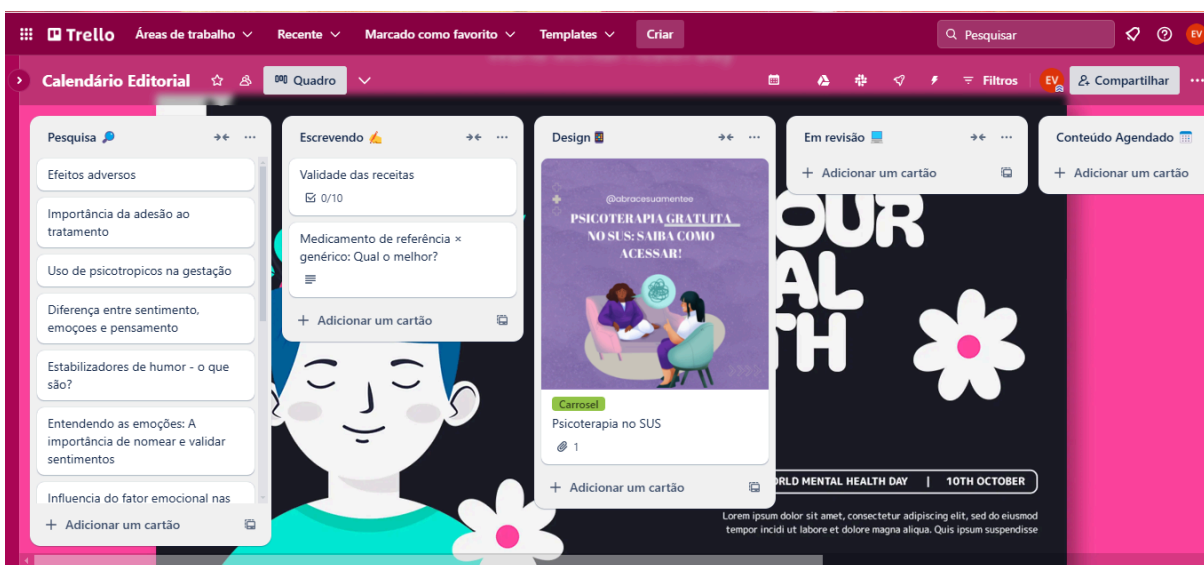 Trello
Áreas de trabalho
Recente
Marcado como favorito
Templates
Criar
Pesquisar
EV
Calendário Editorial
Quadro
Filtros
EV
Compartilhar
Pesquisa
Efeitos adversos
Importância da adesão ao
tratamento
Uso de psicotropicos na gestação
Diferença entre sentimento,
emoçoes e pensamento
Estabilizadores de humor - o que
são?
Entendendo as emoções: A
importância de nomear e validar
sentimentos
Influencia do fator emocional nas
+ Adicionar um cartão
Escrevendo
Validade das receitas
0/10
Medicamento de referência ×
genérico: Qual o melhor?
+ Adicionar um cartão
Design
@abracesuamentee
PSICOTERAPIA GRATUITA
NO SUS: SAIBA COMO
ACESSAR!
Carrosel
Psicoterapia no SUS
1
+ Adicionar um cartão
Em revisão
+ Adicionar um cartão
Conteúdo Agendado
+ Adicionar um cartão
OUR
AL
TH
RLD MENTAL HEALTH DAY | 10TH OCTOBER
Lorem ipsum dolor sit amet, consectetur adipiscing elit, sed do eiusmod
tempor incidi ut labore et dolore magna aliqua. Quis ipsum suspendisse